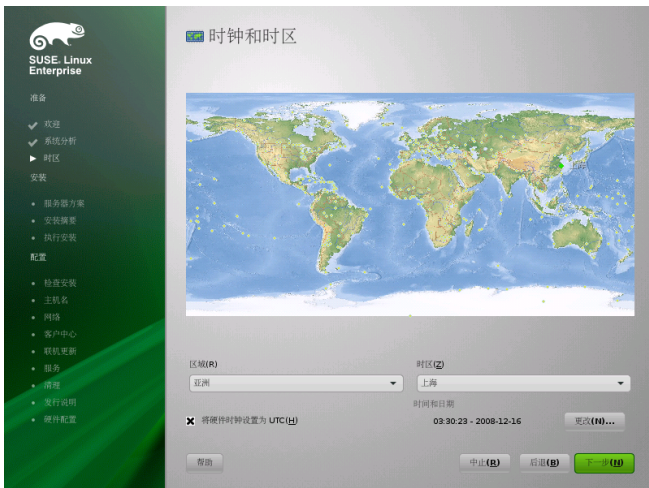 SUSE. Linux
Enterprise
准备
欢迎
系统分析
时区
安装
服务器方案
安装摘要
执行安装
配置
检查安装
主机名
网络
客户中心
联机更新
服务
清理
发行说明
硬件配置
时钟和时区
上海
区域(R)
亚洲
时区(Z)
上海
将硬件时钟设置为 UTC(H)
时间和日期
03:30:23 - 2008-12-16
更改(N)...
帮助
中止(R)
后退(B)
下一步(N)